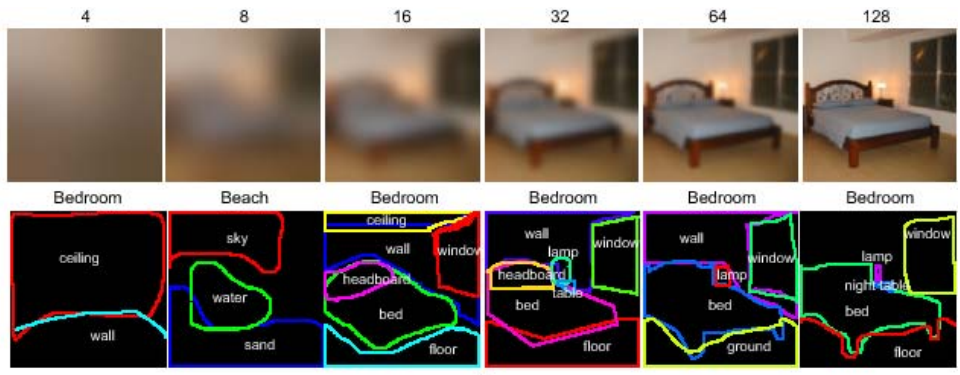 4 8 16 32 64 128
Bedroom Beach Bedroom Bedroom Bedroom Bedroom
ceiling
wall
sky
water
sand
ceiling
wall
window
headboard
bed
floor
wall
window
lamp
headboard
table
bed
floor
wall
window
lamp
bed
ground
window
lamp
night table
bed
floor